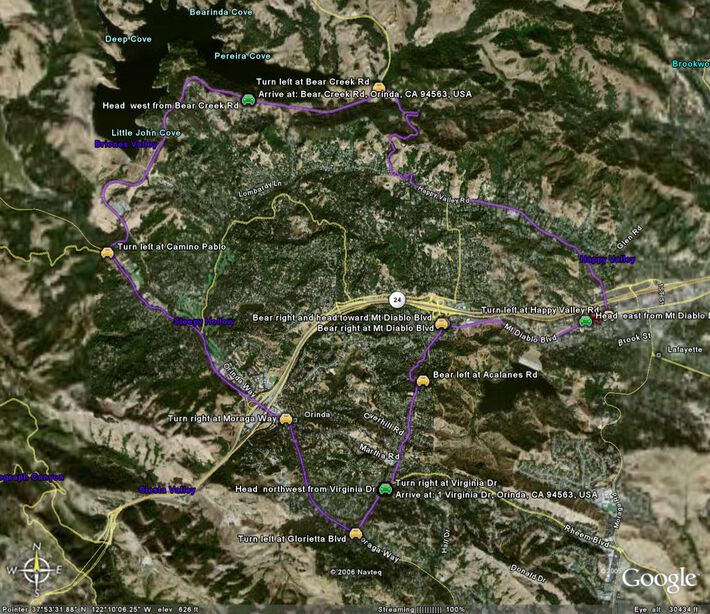 Bearinda Cove
Deep Cove
Pereira Cove
Brookwo
Turn left at Bear Creek Rd
Arrive at: Bear Creek Rd, Orinda, CA 94563, USA
Head west from Bear Creek Rd
Little John Cove
Briones Valley
Lombardy Ln
Happy Valley Rd
Glen Rd
Turn left at Camino Pablo
Happy Valley
24
Sleepy Hollow
Turn left at Happy Valley Rd
Bear right and head toward Mt Diablo Blvd
Head east from Mt Diablo
Bear right at Mt Diablo Blvd
Mt Diablo Blvd
Brook St
Lafayette
Bear left at Acalanes Rd
Orinda Way
Turn right at Moraga Way
Orinda
Overhill Rd
Martha Rd
Siesta Valley
Head northwest from Virginia Dr
Turn right at Virginia Dr
Arrive at: 1 Virginia Dr, Orinda, CA 94563, USA
Turn left at Glorietta Blvd
Moraga Way
Hall Dr
Rheem Blvd
Donald Dr
N
W
E
S
© 2006 Navteq
© 2005
Google
Pointer 37°53'31.88" N 122°10'06.25" W elev 626 ft
Streaming 100%
Eye alt 30434 ft